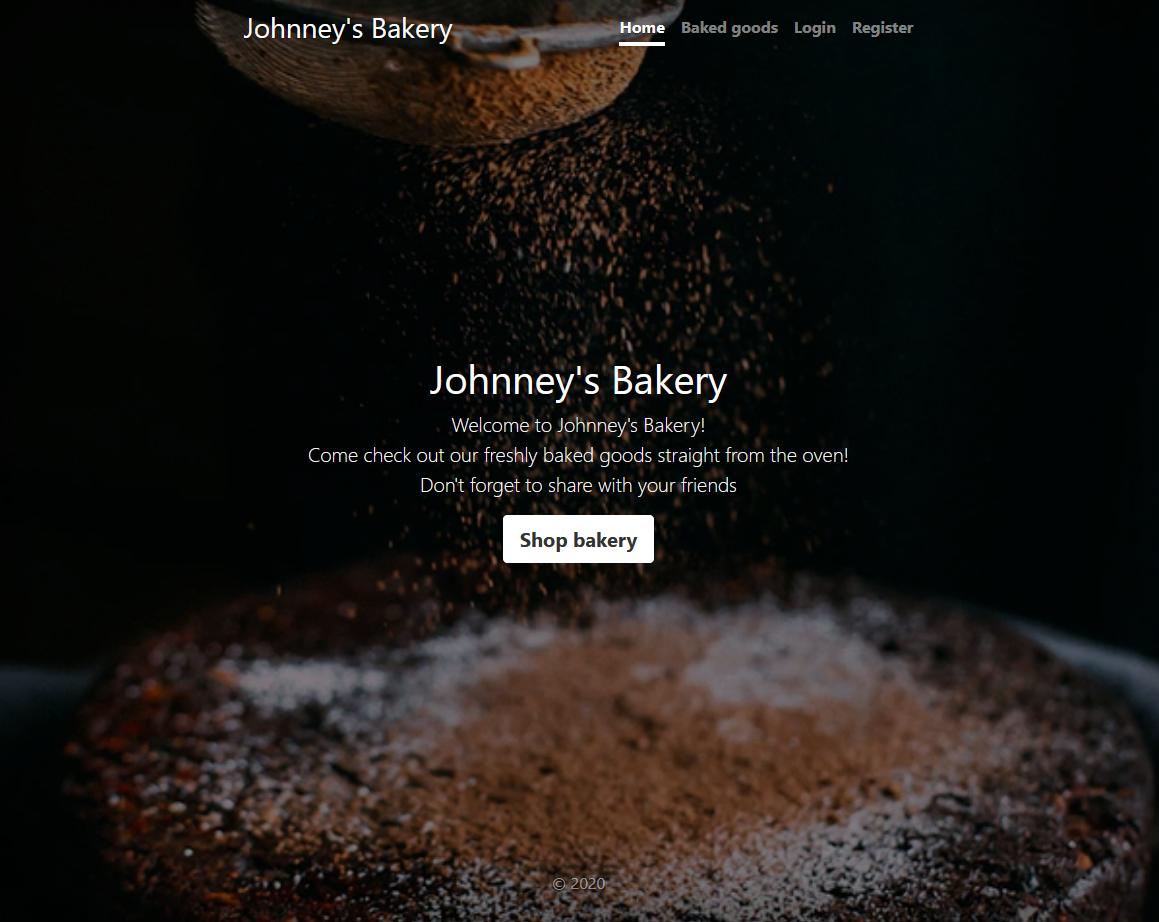 Johnney's Bakery
Home Baked goods Login Register
Johnney's Bakery
Welcome to Johnney's Bakery!
Come check out our freshly baked goods straight from the oven!
Don't forget to share with your friends
Shop bakery
© 2020